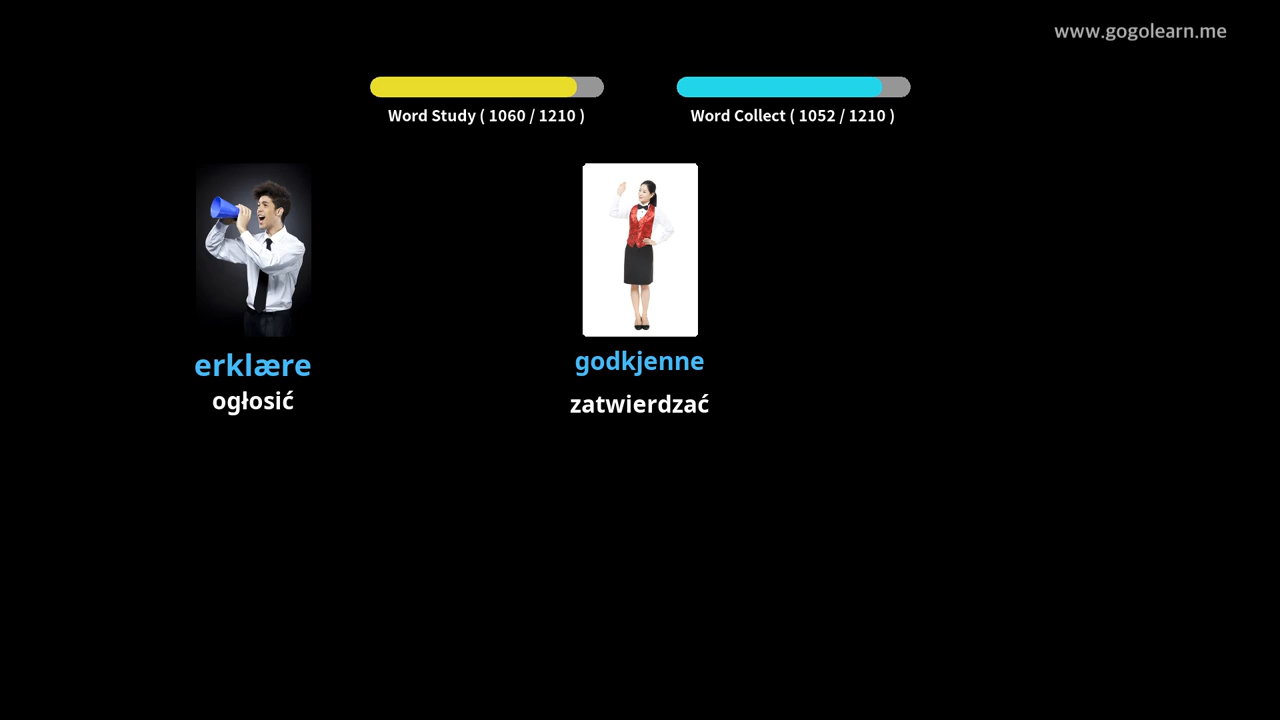 www.gogolearn.me
Word Study ( 1060 / 1210 )
Word Collect ( 1052 / 1210 )
erklære
ogłosić
godkjenne
zatwierdzać